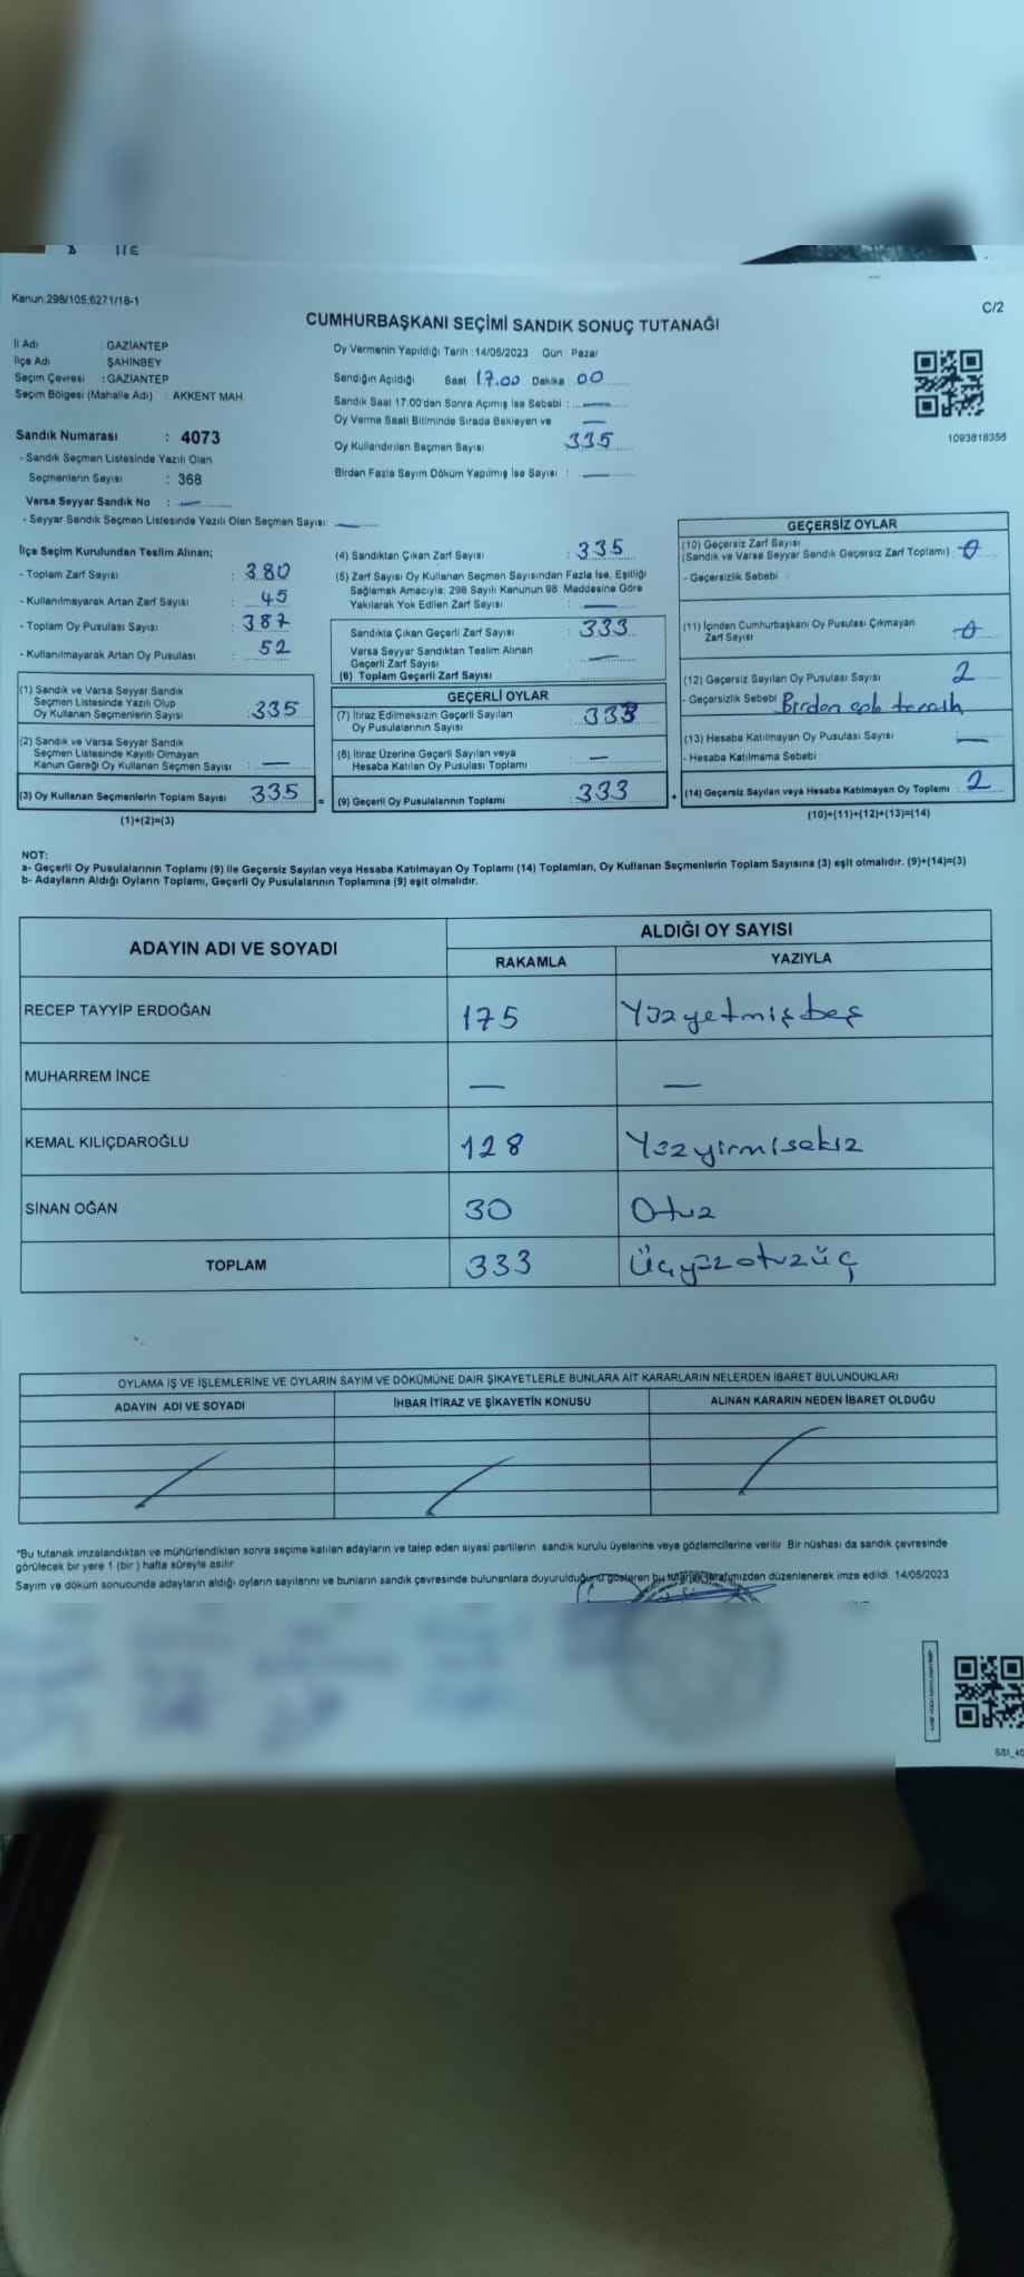 Kanun.298/105.6271/18-1
C/2
CUMHURBAŞKANI SEÇİMİ SANDIK SONUÇ TUTANAĞI
İl Adı : GAZİANTEP
İlçe Adı : ŞAHİNBEY
Seçim Çevresi : GAZİANTEP
Seçim Bölgesi (Mahalle Adı) : AKKENT MAH.
Sandık Numarası : 4073
- Sandık Seçmen Listesinde Yazılı Olan
Seçmenlerin Sayısı : 368
Varsa Seyyar Sandık No : —
- Seyyar Sandık Seçmen Listesinde Yazılı Olan Seçmen Sayısı: —
Oy Vermenin Yapıldığı Tarih : 14/05/2023 Gün Pazar
Sandığın Açıldığı Saat 17.00 Dakika 00
Sandık Saat 17:00'dan Sonra Açılmış İse Sebebi : —
Oy Verme Saati Bitiminde Sırada Bekleyen ve —
Oy Kullandırılan Seçmen Sayısı 335
Birden Fazla Sayım Döküm Yapılmış İse Sayısı : —
1093818356
İlçe Seçim Kurulundan Teslim Alınan;
- Toplam Zarf Sayısı : 380
- Kullanılmayarak Artan Zarf Sayısı : 45
- Toplam Oy Pusulası Sayısı : 387
- Kullanılmayarak Artan Oy Pusulası : 52
(1) Sandık ve Varsa Seyyar Sandık
Seçmen Listesinde Yazılı Olup
Oy Kullanan Seçmenlerin Sayısı : 335
(2) Sandık ve Varsa Seyyar Sandık
Seçmen Listesinde Kayıtlı Olmayan
Kanun Gereği Oy Kullanan Seçmen Sayısı : —
(3) Oy Kullanan Seçmenlerin Toplam Sayısı : 335
(1)+(2)=(3)
(4) Sandıktan Çıkan Zarf Sayısı : 335
(5) Zarf Sayısı Oy Kullanan Seçmen Sayısından Fazla İse, Eşitliği
Sağlamak Amacıyla; 298 Sayılı Kanunun 98. Maddesine Göre
Yakılarak Yok Edilen Zarf Sayısı : —
Sandıkta Çıkan Geçerli Zarf Sayısı : 333
Varsa Seyyar Sandıktan Teslim Alınan
Geçerli Zarf Sayısı : —
(6) Toplam Geçerli Zarf Sayısı
GEÇERLİ OYLAR
(7) İtiraz Edilmeksizin Geçerli Sayılan
Oy Pusulalarının Sayısı 333
(8) İtiraz Üzerine Geçerli Sayılan veya
Hesaba Katılan Oy Pusulası Toplamı —
= (9) Geçerli Oy Pusulalarının Toplamı 333
GEÇERSİZ OYLAR
(10) Geçersiz Zarf Sayısı
(Sandık ve Varsa Seyyar Sandık Geçersiz Zarf Toplamı) 0
- Geçersizlik Sebebi
(11) İçinden Cumhurbaşkanı Oy Pusulası Çıkmayan
Zarf Sayısı 0
(12) Geçersiz Sayılan Oy Pusulası Sayısı 2
- Geçersizlik Sebebi Birden çok tercih
(13) Hesaba Katılmayan Oy Pusulası Sayısı —
- Hesaba Katılmama Sebebi
+ (14) Geçersiz Sayılan veya Hesaba Katılmayan Oy Toplamı : 2
(10)+(11)+(12)+(13)=(14)
NOT:
a- Geçerli Oy Pusulalarının Toplamı (9) ile Geçersiz Sayılan veya Hesaba Katılmayan Oy Toplamı (14) Toplamları, Oy Kullanan Seçmenlerin Toplam Sayısına (3) eşit olmalıdır. (9)+(14)=(3)
b- Adayların Aldığı Oyların Toplamı, Geçerli Oy Pusulalarının Toplamına (9) eşit olmalıdır.
ADAYIN ADI VE SOYADI ALDIĞI OY SAYISI
RAKAMLA YAZIYLA
RECEP TAYYİP ERDOĞAN 175 Yüzyetmişbeş
MUHARREM İNCE — —
KEMAL KILIÇDAROĞLU 128 Yüzyirmisekiz
SİNAN OĞAN 30 Otuz
TOPLAM 333 Üçyüzotuzüç
OYLAMA İŞ VE İŞLEMLERİNE VE OYLARIN SAYIM VE DÖKÜMÜNE DAİR ŞİKAYETLERLE BUNLARA AİT KARARLARIN NELERDEN İBARET BULUNDUKLARI
ADAYIN ADI VE SOYADI İHBAR İTİRAZ VE ŞİKAYETİN KONUSU ALINAN KARARIN NEDEN İBARET OLDUĞU
*Bu tutanak imzalandıktan ve mühürlendikten sonra seçime katılan adayların ve talep eden siyasi partilerin sandık kurulu üyelerine veya gözlemcilerine verilir. Bir nüshası da sandık çevresinde
görülecek bir yere 1 (bir) hafta süreyle asılır.
Sayım ve döküm sonucunda adayların aldığı oyların sayılarını ve bunların sandık çevresinde bulunanlara duyurulduğunu gösteren bu tutanak tarafımızdan düzenlenerek imza edildi. 14/05/2023